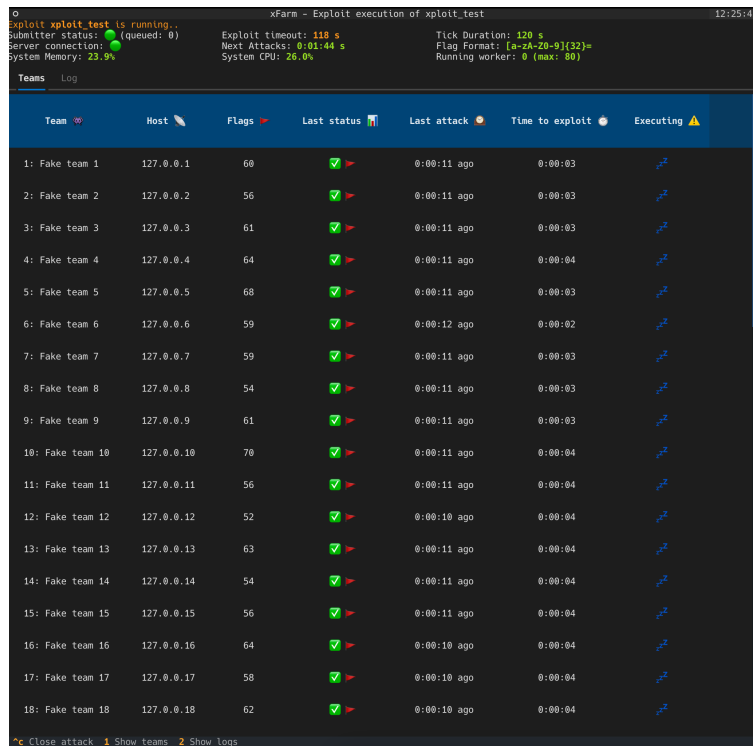 xFarm – Exploit execution of xploit_test 12:25:4
Exploit xploit_test is running..
Submitter status: (queued: 0) Exploit timeout: 118 s Tick Duration: 120 s
Server connection: Next Attacks: 0:01:44 s Flag Format: [a-zA-Z0-9]{32}=
System Memory: 23.9% System CPU: 26.0% Running worker: 0 (max: 80)
Teams Log
Team 👾 Host 📡 Flags 🚩 Last status 📊 Last attack 🕰 Time to exploit ⏱ Executing ⚠
1: Fake team 1 127.0.0.1 60 ✅🚩 0:00:11 ago 0:00:03 💤
2: Fake team 2 127.0.0.2 56 ✅🚩 0:00:11 ago 0:00:03 💤
3: Fake team 3 127.0.0.3 61 ✅🚩 0:00:11 ago 0:00:03 💤
4: Fake team 4 127.0.0.4 64 ✅🚩 0:00:11 ago 0:00:04 💤
5: Fake team 5 127.0.0.5 68 ✅🚩 0:00:11 ago 0:00:03 💤
6: Fake team 6 127.0.0.6 59 ✅🚩 0:00:12 ago 0:00:02 💤
7: Fake team 7 127.0.0.7 59 ✅🚩 0:00:11 ago 0:00:03 💤
8: Fake team 8 127.0.0.8 54 ✅🚩 0:00:11 ago 0:00:03 💤
9: Fake team 9 127.0.0.9 61 ✅🚩 0:00:11 ago 0:00:03 💤
10: Fake team 10 127.0.0.10 70 ✅🚩 0:00:11 ago 0:00:04 💤
11: Fake team 11 127.0.0.11 56 ✅🚩 0:00:11 ago 0:00:04 💤
12: Fake team 12 127.0.0.12 52 ✅🚩 0:00:10 ago 0:00:04 💤
13: Fake team 13 127.0.0.13 63 ✅🚩 0:00:11 ago 0:00:04 💤
14: Fake team 14 127.0.0.14 54 ✅🚩 0:00:11 ago 0:00:04 💤
15: Fake team 15 127.0.0.15 56 ✅🚩 0:00:11 ago 0:00:04 💤
16: Fake team 16 127.0.0.16 64 ✅🚩 0:00:10 ago 0:00:04 💤
17: Fake team 17 127.0.0.17 58 ✅🚩 0:00:10 ago 0:00:04 💤
18: Fake team 18 127.0.0.18 62 ✅🚩 0:00:10 ago 0:00:04 💤
^c Close attack 1 Show teams 2 Show logs